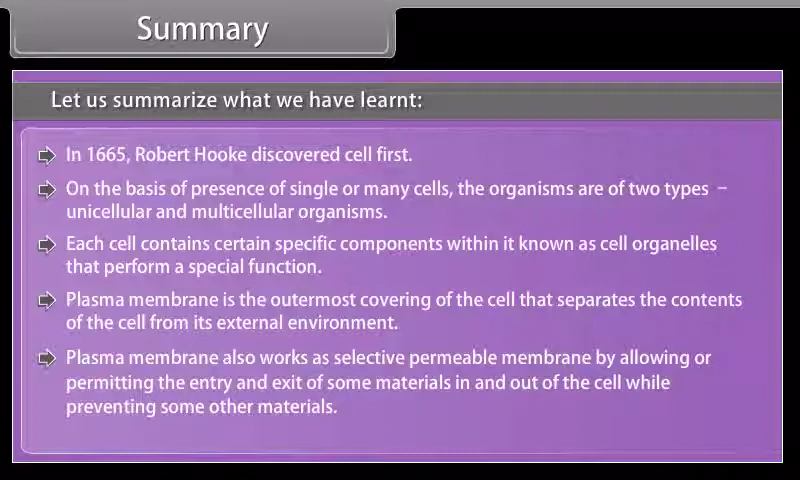 Summary
Let us summarize what we have learnt:
In 1665, Robert Hooke discovered cell first.
On the basis of presence of single or many cells, the organisms are of two types –
unicellular and multicellular organisms.
Each cell contains certain specific components within it known as cell organelles
that perform a special function.
Plasma membrane is the outermost covering of the cell that separates the contents
of the cell from its external environment.
Plasma membrane also works as selective permeable membrane by allowing or
permitting the entry and exit of some materials in and out of the cell while
preventing some other materials.